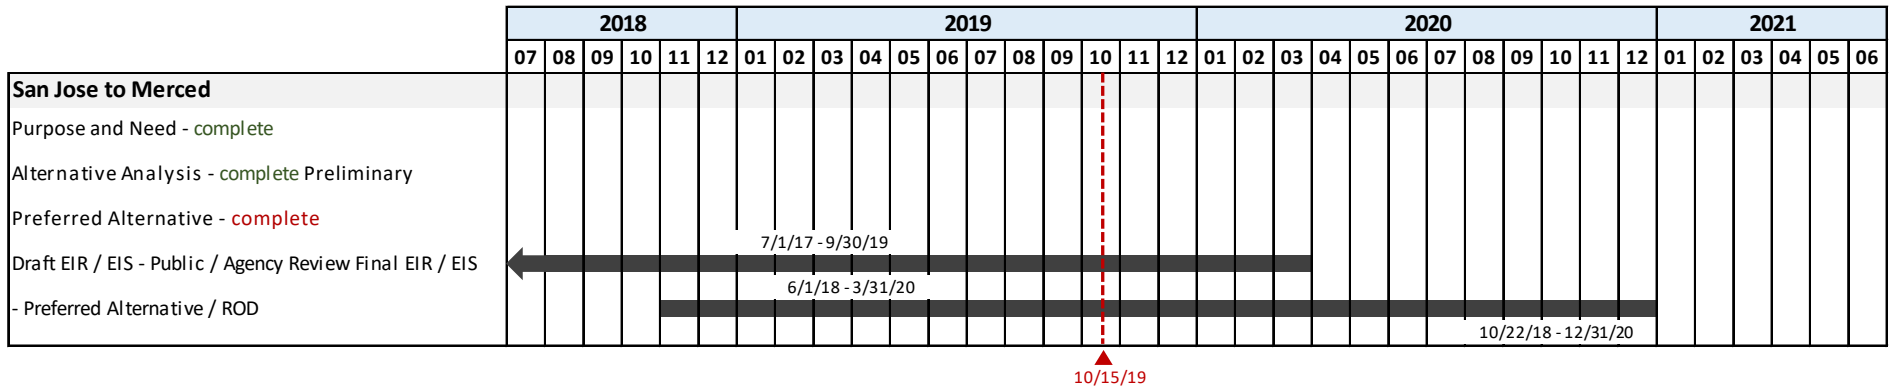 2018 2019 2020 2021
07 08 09 10 11 12 01 02 03 04 05 06 07 08 09 10 11 12 01 02 03 04 05 06 07 08 09 10 11 12 01 02 03 04 05 06
San Jose to Merced
Purpose and Need - complete
Alternative Analysis - complete Preliminary
Preferred Alternative - complete
7/1/17 - 9/30/19
Draft EIR / EIS - Public / Agency Review Final EIR / EIS
6/1/18 - 3/31/20
- Preferred Alternative / ROD
10/22/18 - 12/31/20
10/15/19